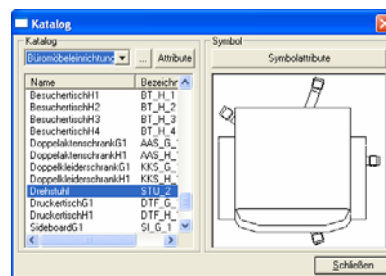 Katalog
Katalog
Symbol
Büromöbeleinrichtung
...
Attribute
Symbolattribute
Name
Bezeichr
BesuchertischH1
BT_H_1
BesuchertischH2
BT_H_2
BesuchertischH3
BT_H_3
BesuchertischH4
BT_H_4
DoppelaktenschrankG1
AAS_G_
DoppelaktenschrankH1
AAS_H_
DoppelkleiderschrankG1
KKS_G_
DoppelkleiderschrankH1
KKS_H_
Drehstuhl
STU_2
DruckertischG1
DTF_G_
DruckertischH1
DTF_H_
SideboardG1
SI_G_1
Schließen